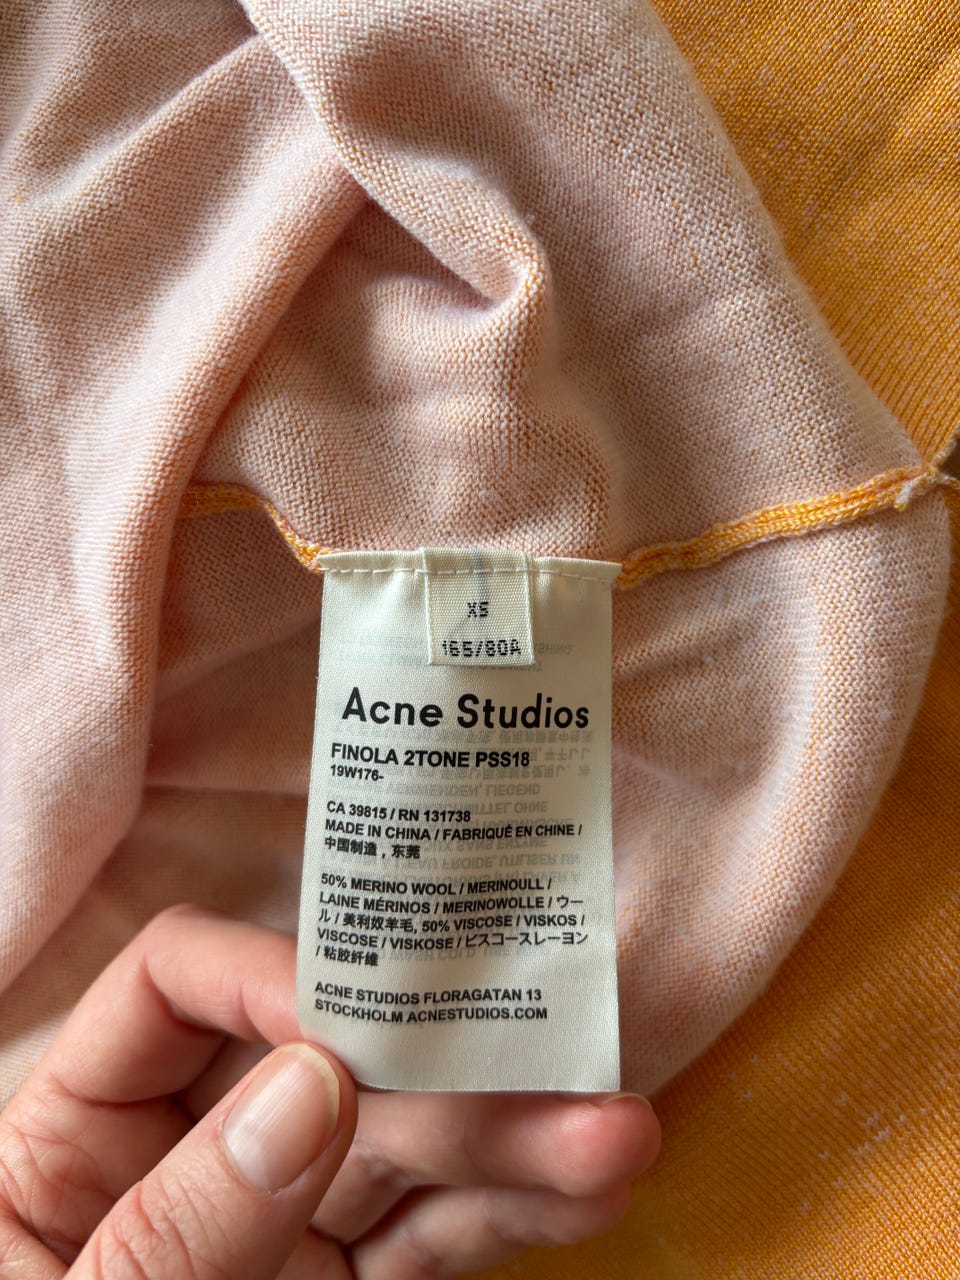 XS
165/80A
Acne Studios
FINOLA 2TONE PSS18
19W176-
CA 39815 / RN 131738
MADE IN CHINA / FABRIQUÉ EN CHINE /
中国制造，东莞
50% MERINO WOOL / MERINOULL /
LAINE MÉRINOS / MERINOWOLLE / ウー
ル / 美利奴羊毛, 50% VISCOSE / VISKOS /
VISCOSE / VISKOSE / ビスコースレーヨン
/ 粘胶纤维
ACNE STUDIOS FLORAGATAN 13
STOCKHOLM ACNESTUDIOS.COM